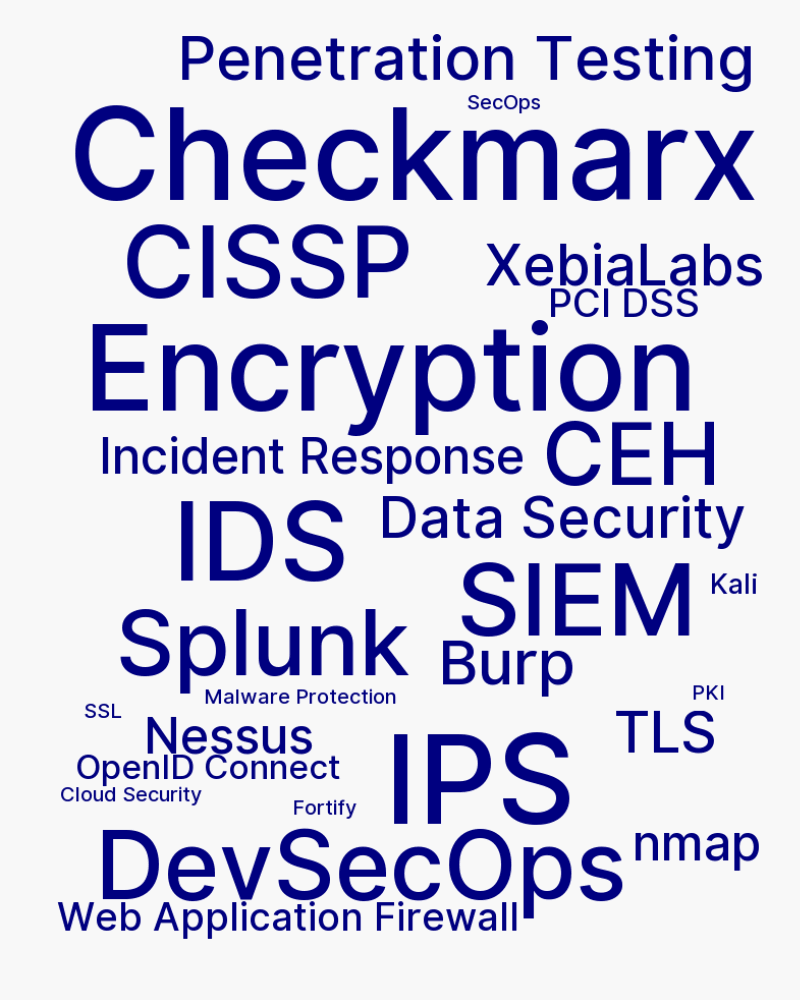 Penetration Testing
SecOps
Checkmarx
CISSP
XebiaLabs
PCI DSS
Encryption
Incident Response
CEH
IDS
Data Security
SIEM
Kali
Splunk
Burp
Malware Protection
PKI
SSL
Nessus
TLS
OpenID Connect
IPS
Cloud Security
Fortify
DevSecOps
nmap
Web Application Firewall